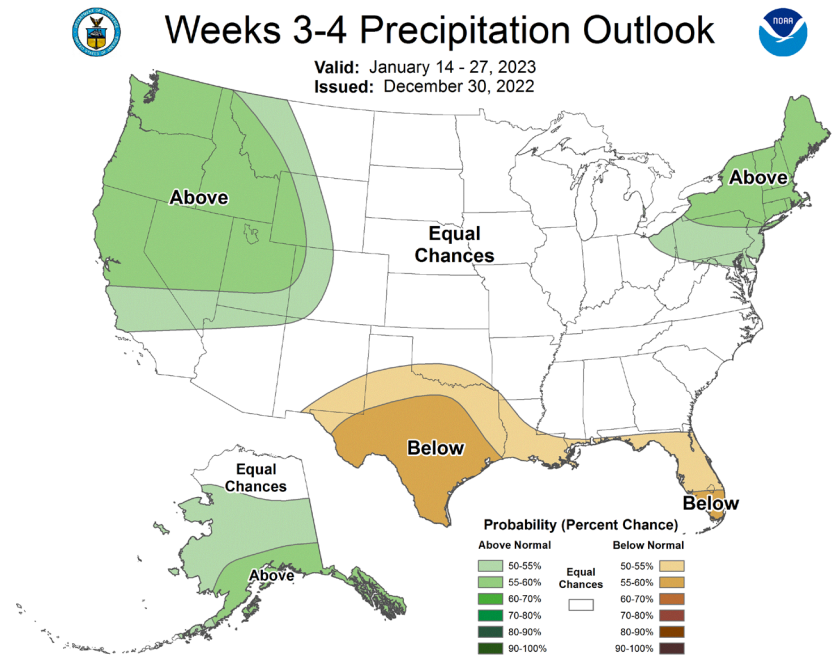 Weeks 3-4 Precipitation Outlook
NOAA
Valid: January 14 - 27, 2023
Issued: December 30, 2022
Above
Above
Equal
Chances
Below
Below
Equal
Chances
Above
Probability (Percent Chance)
Above Normal
Below Normal
Equal
Chances
50-55%
50-55%
55-60%
55-60%
60-70%
60-70%
70-80%
70-80%
80-90%
80-90%
90-100%
90-100%